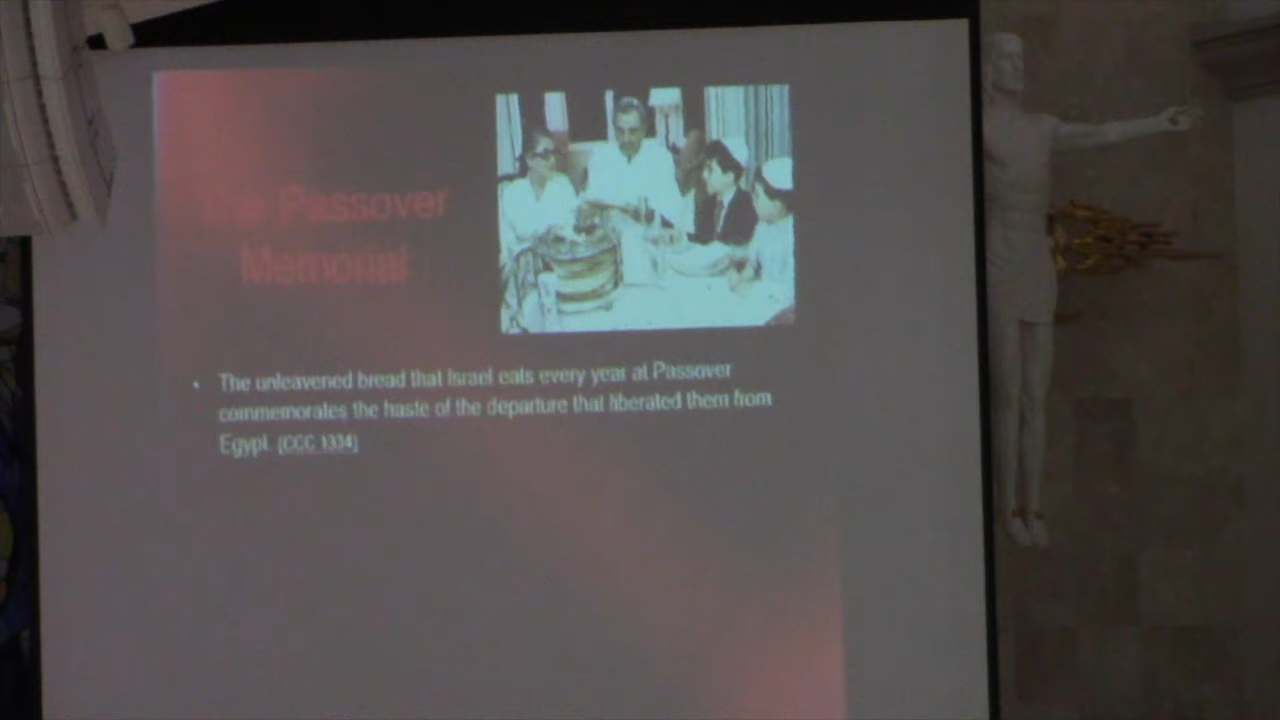 The Passover
Memorial
• The unleavened bread that Israel eats every year at Passover
commemorates the haste of the departure that liberated them from
Egypt. (CCC 1334)